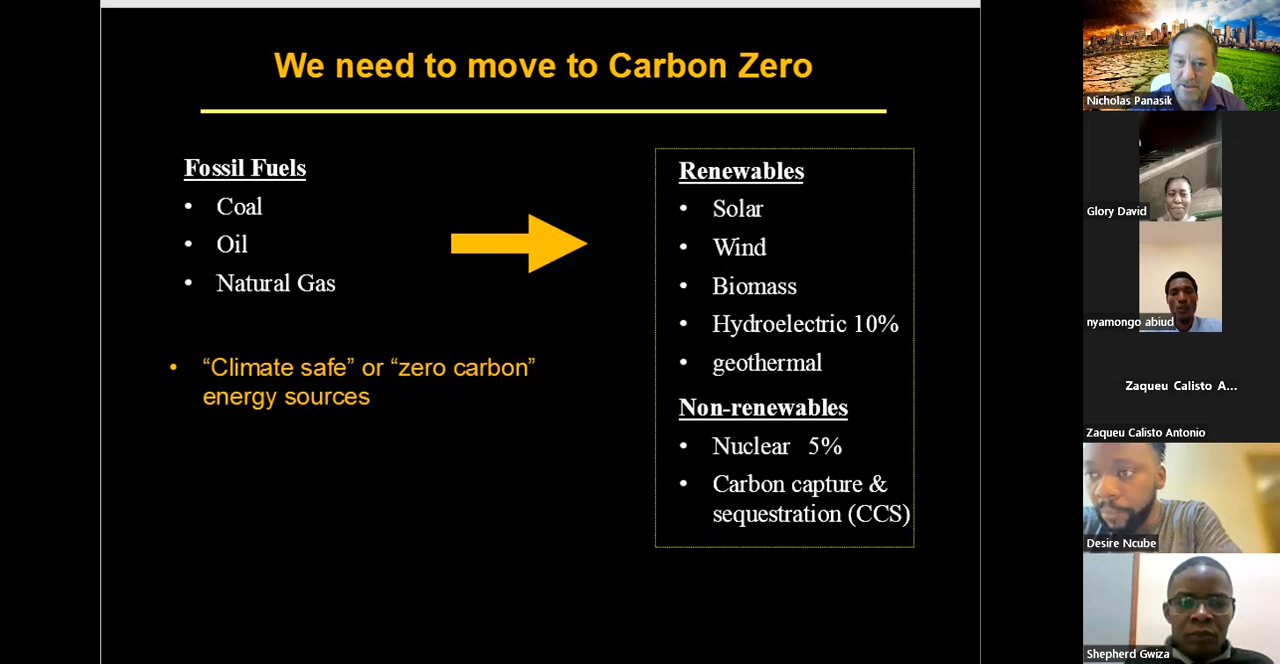 We need to move to Carbon Zero
Fossil Fuels
• Coal
• Oil
• Natural Gas
• “Climate safe” or “zero carbon”
energy sources
Renewables
• Solar
• Wind
• Biomass
• Hydroelectric 10%
• geothermal
Non-renewables
• Nuclear 5%
• Carbon capture &
sequestration (CCS)
Nicholas Panasik
Glory David
nyamongo abiud
Zaqueu Calisto A...
Zaqueu Calisto Antonio
Desire Ncube
Shepherd Gwiza